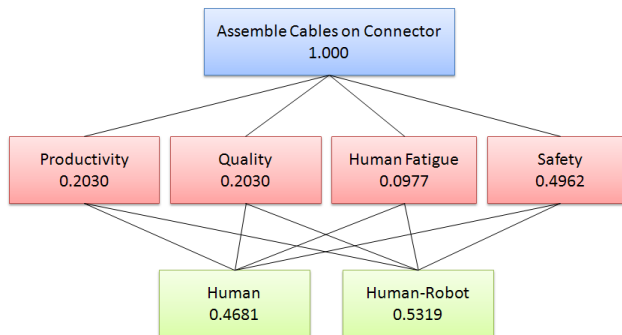 Assemble Cables on Connector
1.000
Productivity
0.2030
Quality
0.2030
Human Fatigue
0.0977
Safety
0.4962
Human
0.4681
Human-Robot
0.5319